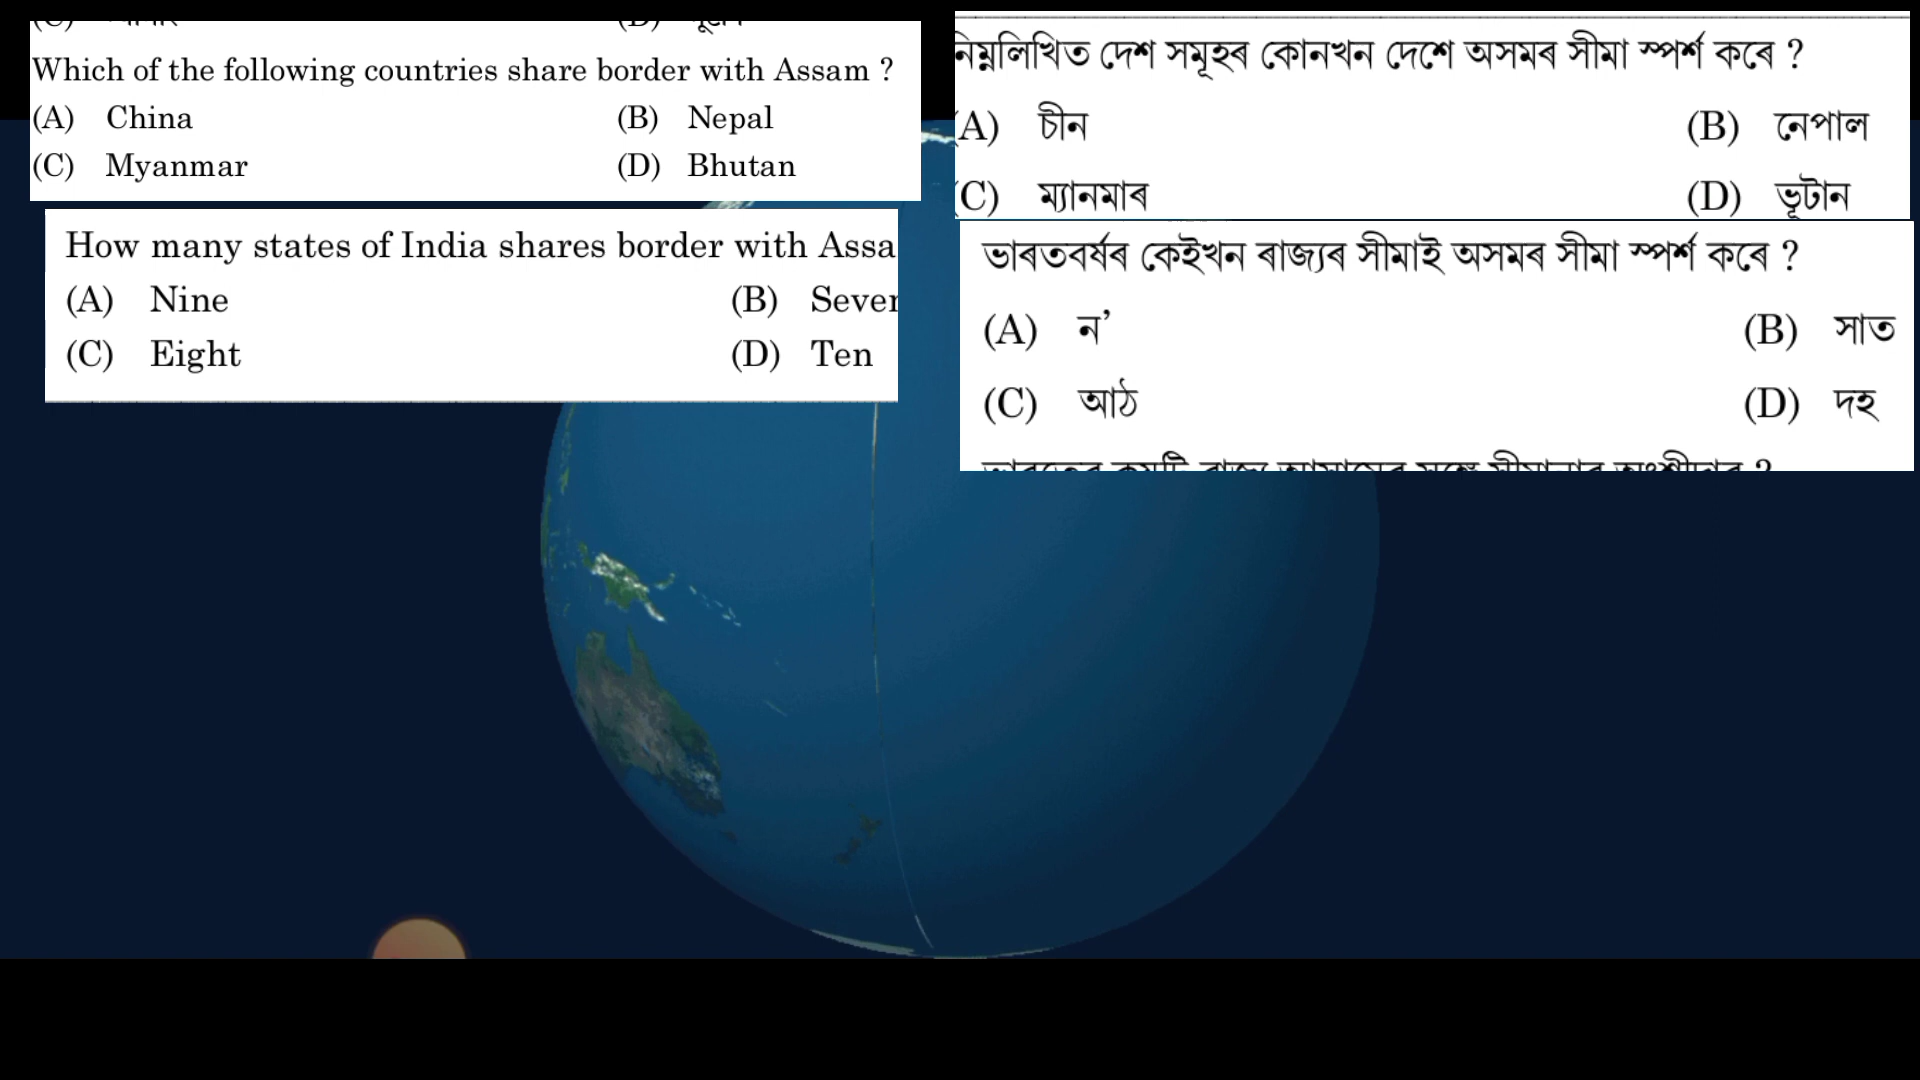 Which of the following countries share border with Assam ?
(A) China (B) Nepal
(C) Myanmar (D) Bhutan
How many states of India shares border with Assa
(A) Nine (B) Seven
(C) Eight (D) Ten
নিম্নলিখিত দেশ সমূহৰ কোনখন দেশে অসমৰ সীমা স্পৰ্শ কৰে ?
(A) চীন (B) নেপাল
(C) ম্যানমাৰ (D) ভূটান
ভাৰতবৰ্ষৰ কেইখন ৰাজ্যৰ সীমাই অসমৰ সীমা স্পৰ্শ কৰে ?
(A) ন’ (B) সাত
(C) আঠ (D) দহ